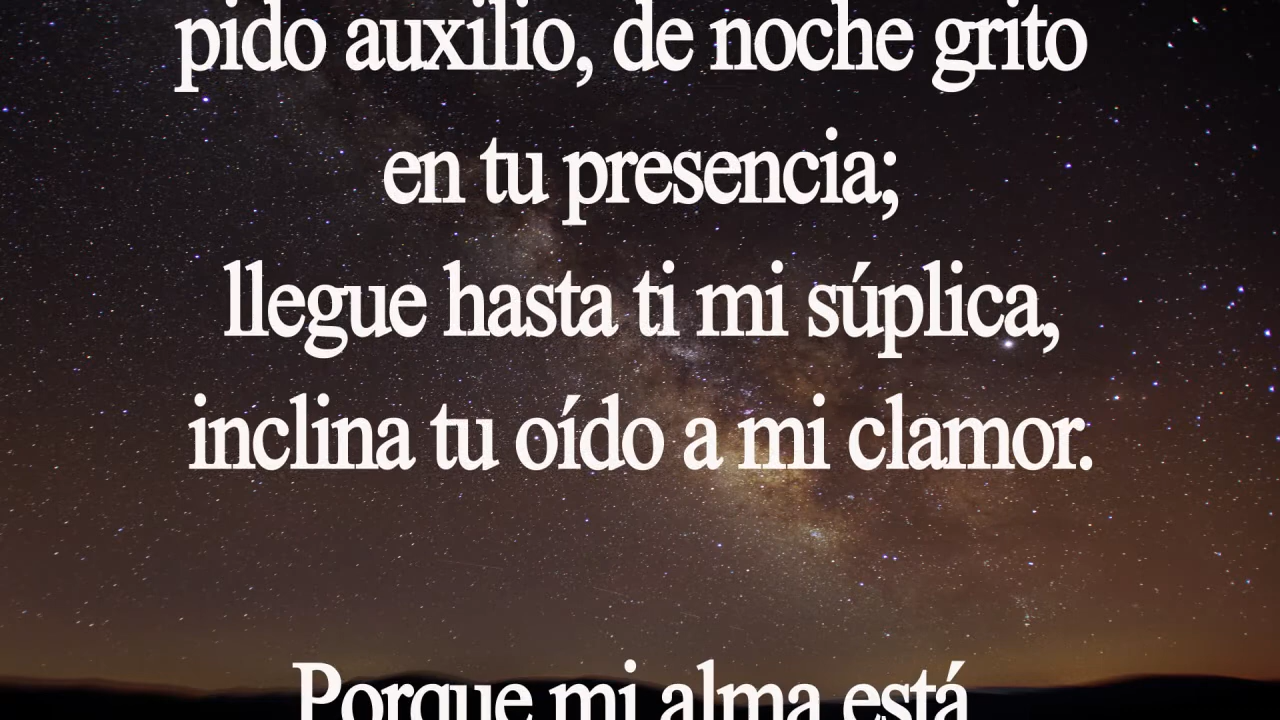 pido auxilio, de noche grito
en tu presencia;
llegue hasta ti mi súplica,
inclina tu oído a mi clamor.
Porque mi alma está